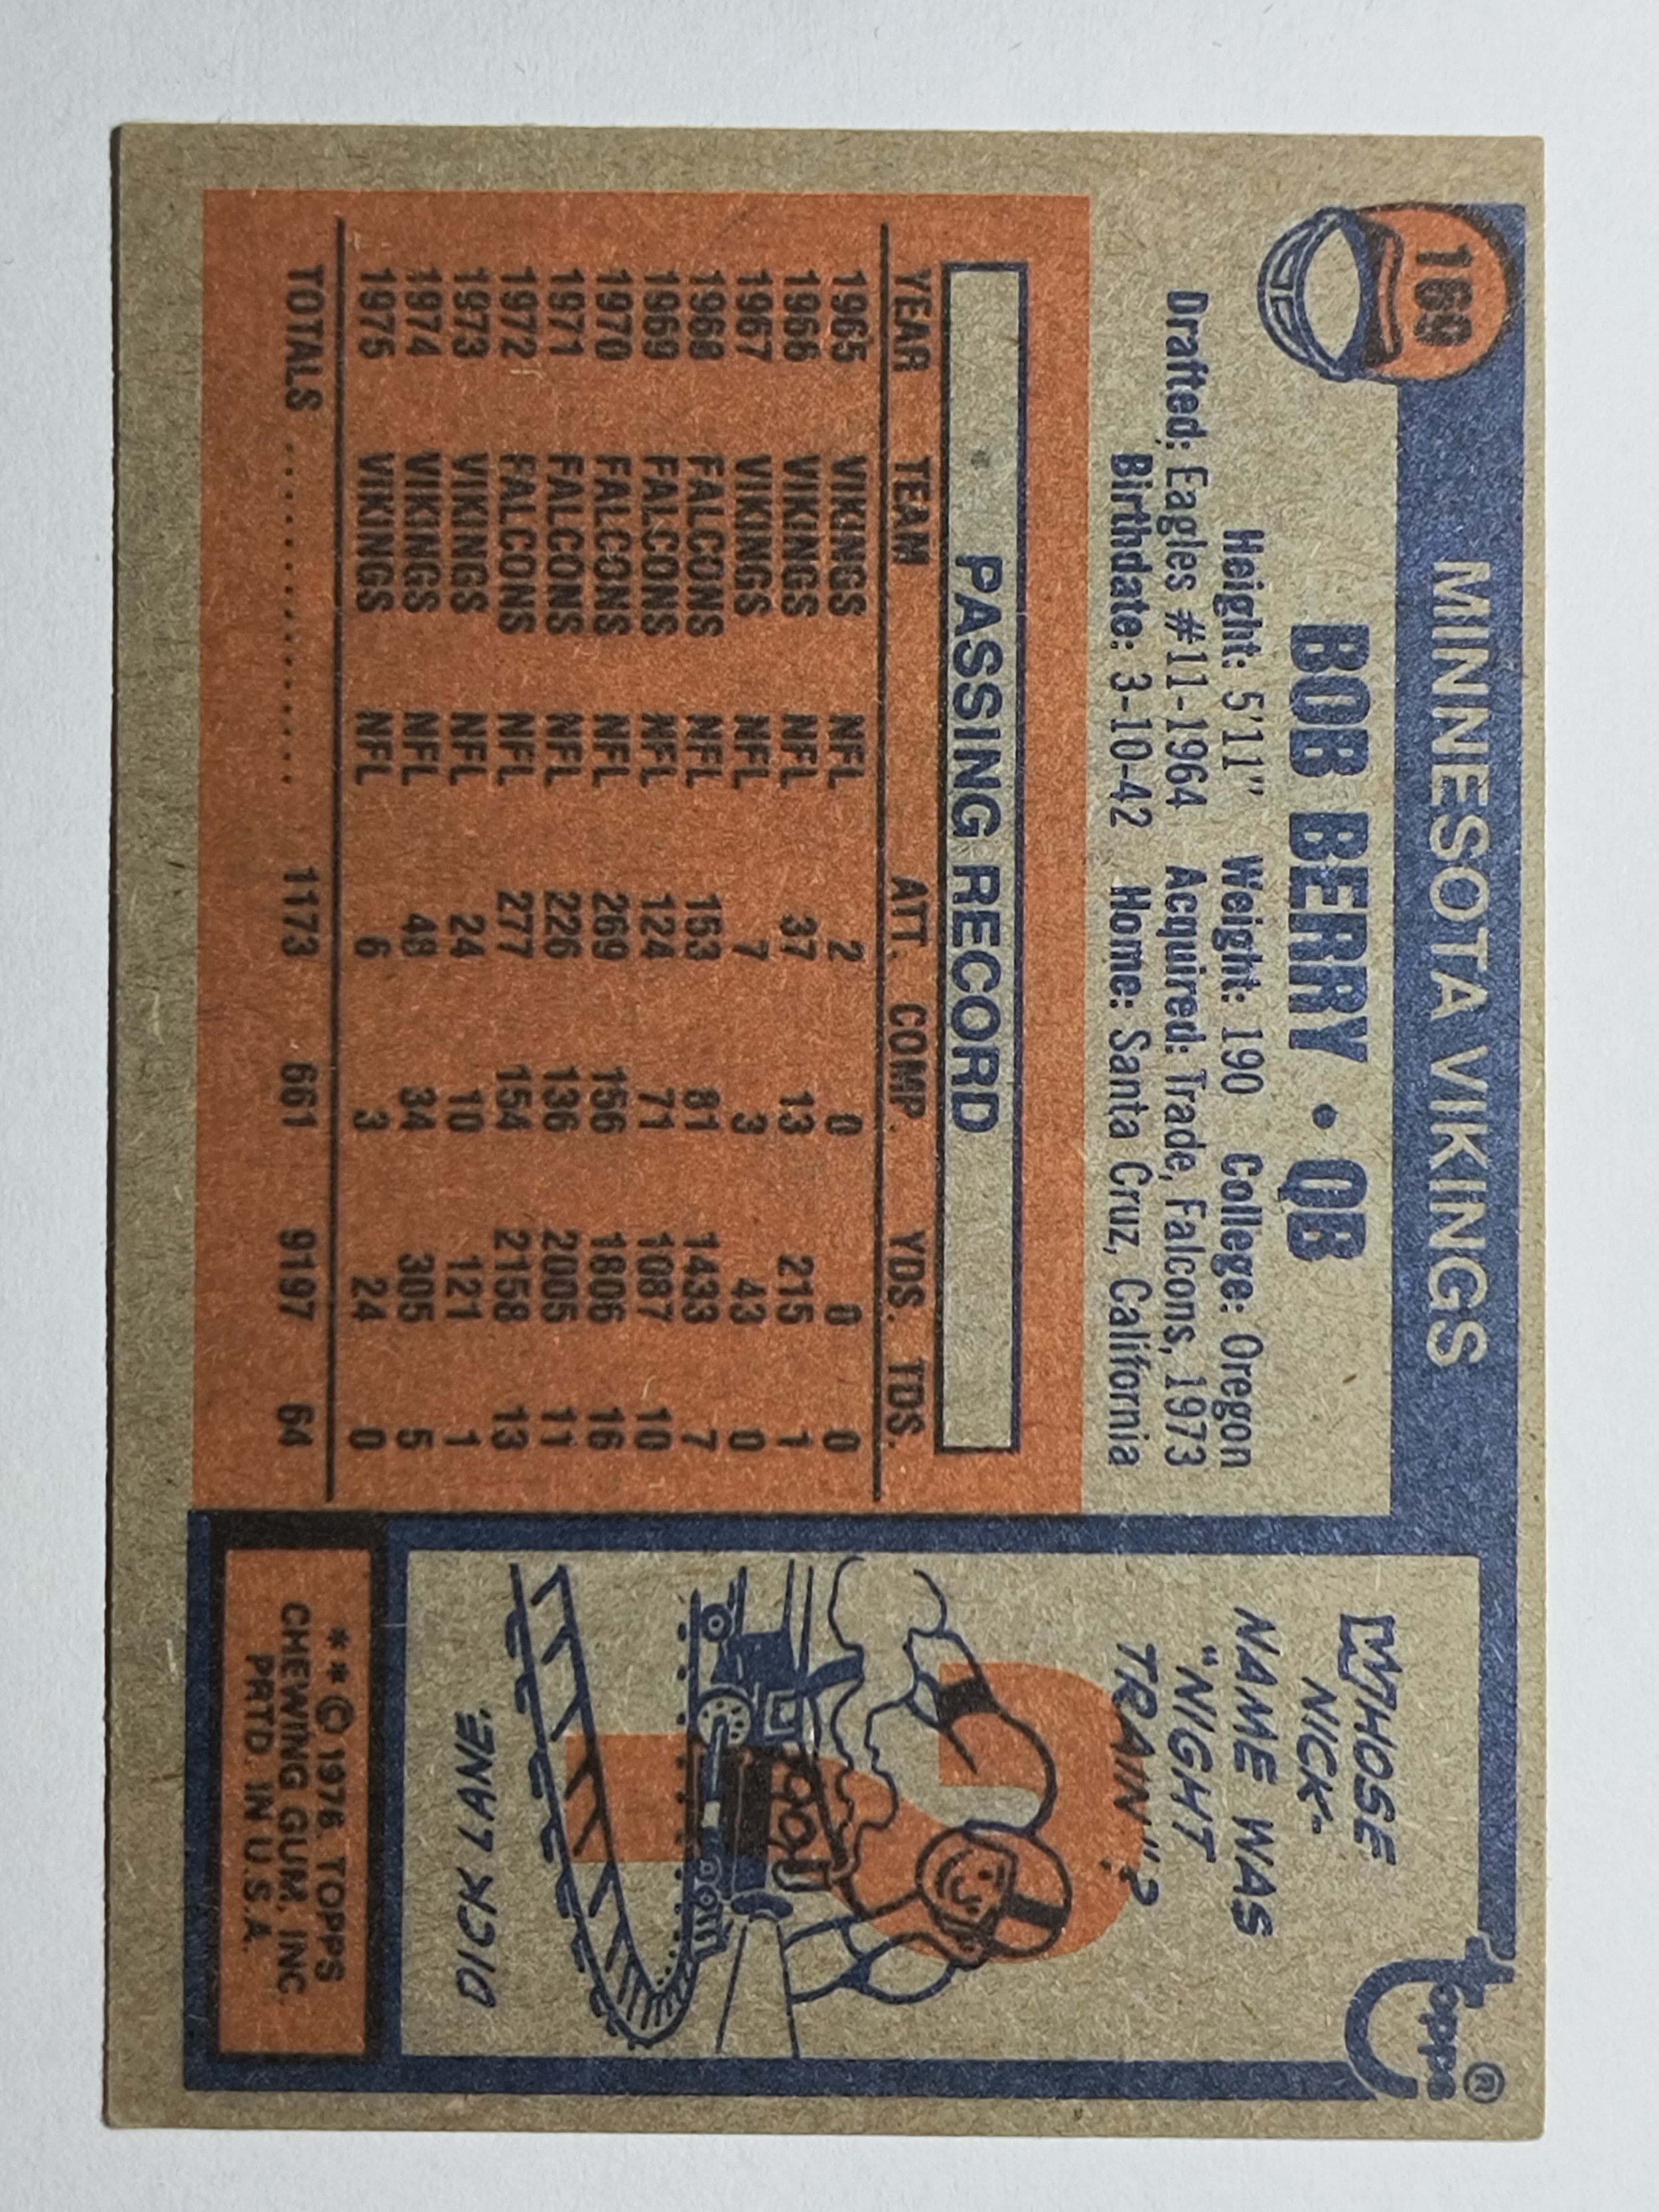 169
MINNESOTA VIKINGS
BOB BERRY • QB
Height: 5'11" Weight: 190 College: Oregon
Drafted: Eagles #11-1964 Acquired: Trade, Falcons, 1973
Birthdate: 3-10-42 Home: Santa Cruz, California
PASSING RECORD
YEAR TEAM ATT. COMP. YDS. TDS.
1965 VIKINGS NFL 2 0 0 0
1966 VIKINGS NFL 37 13 215 1
1967 VIKINGS NFL 7 3 43 0
1968 FALCONS NFL 153 81 1433 7
1969 FALCONS NFL 124 71 1087 10
1970 FALCONS NFL 269 156 1806 16
1971 FALCONS NFL 226 136 2005 11
1972 FALCONS NFL 277 154 2158 13
1973 VIKINGS NFL 24 10 121 1
1974 VIKINGS NFL 48 34 305 5
1975 VIKINGS NFL 6 3 24 0
TOTALS .................... 1173 661 9197 64
topps®
WHOSE
NICK-
NAME WAS
"NIGHT
TRAIN"?
DICK LANE.
**© 1976. TOPPS
CHEWING GUM, INC.
PRTD. IN U.S.A.